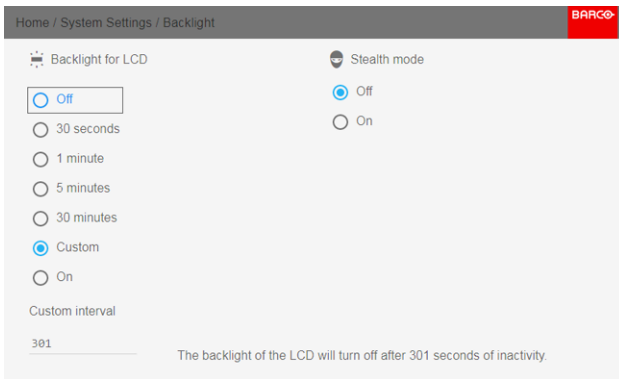 Home / System Settings / Backlight
BARCO
Backlight for LCD
Off
30 seconds
1 minute
5 minutes
30 minutes
Custom
On
Custom interval
301
Stealth mode
Off
On
The backlight of the LCD will turn off after 301 seconds of inactivity.